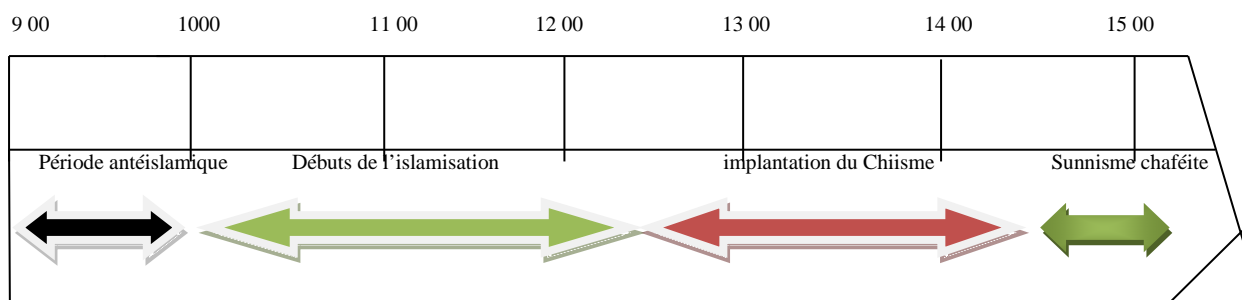 9 00 1000 11 00 12 00 13 00 14 00 15 00
Période antéislamique Débuts de l’islamisation implantation du Chiisme Sunnisme chaféite